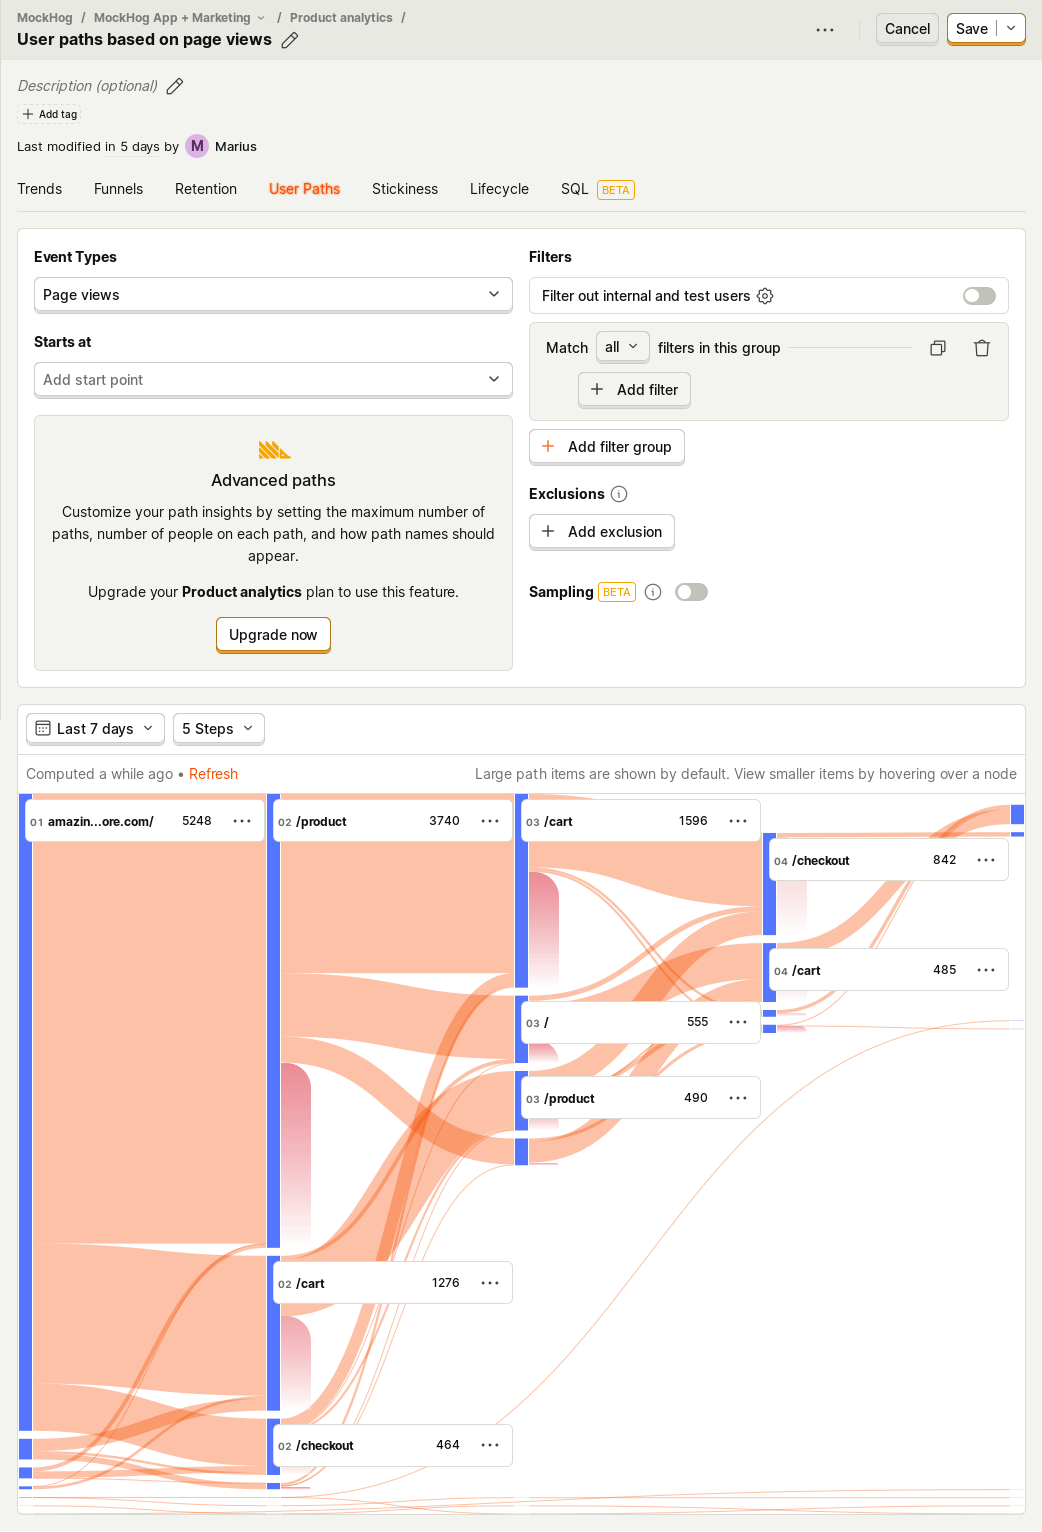 MockHog / MockHog App + Marketing / Product analytics /
User paths based on page views
Cancel
Save
Description (optional)
Add tag
Last modified in 5 days by M Marius
Trends Funnels Retention User Paths Stickiness Lifecycle SQL BETA
Event Types
Page views
Starts at
Add start point
Advanced paths
Customize your path insights by setting the maximum number of
paths, number of people on each path, and how path names should
appear.
Upgrade your Product analytics plan to use this feature.
Upgrade now
Filters
Filter out internal and test users
Match all filters in this group
Add filter
Add filter group
Exclusions
Add exclusion
Sampling BETA
Last 7 days 5 Steps
Computed a while ago • Refresh
Large path items are shown by default. View smaller items by hovering over a node
01 amazin...ore.com/ 5248
02 /product 3740
03 /cart 1596
04 /checkout 842
04 /cart 485
03 / 555
03 /product 490
02 /cart 1276
02 /checkout 464